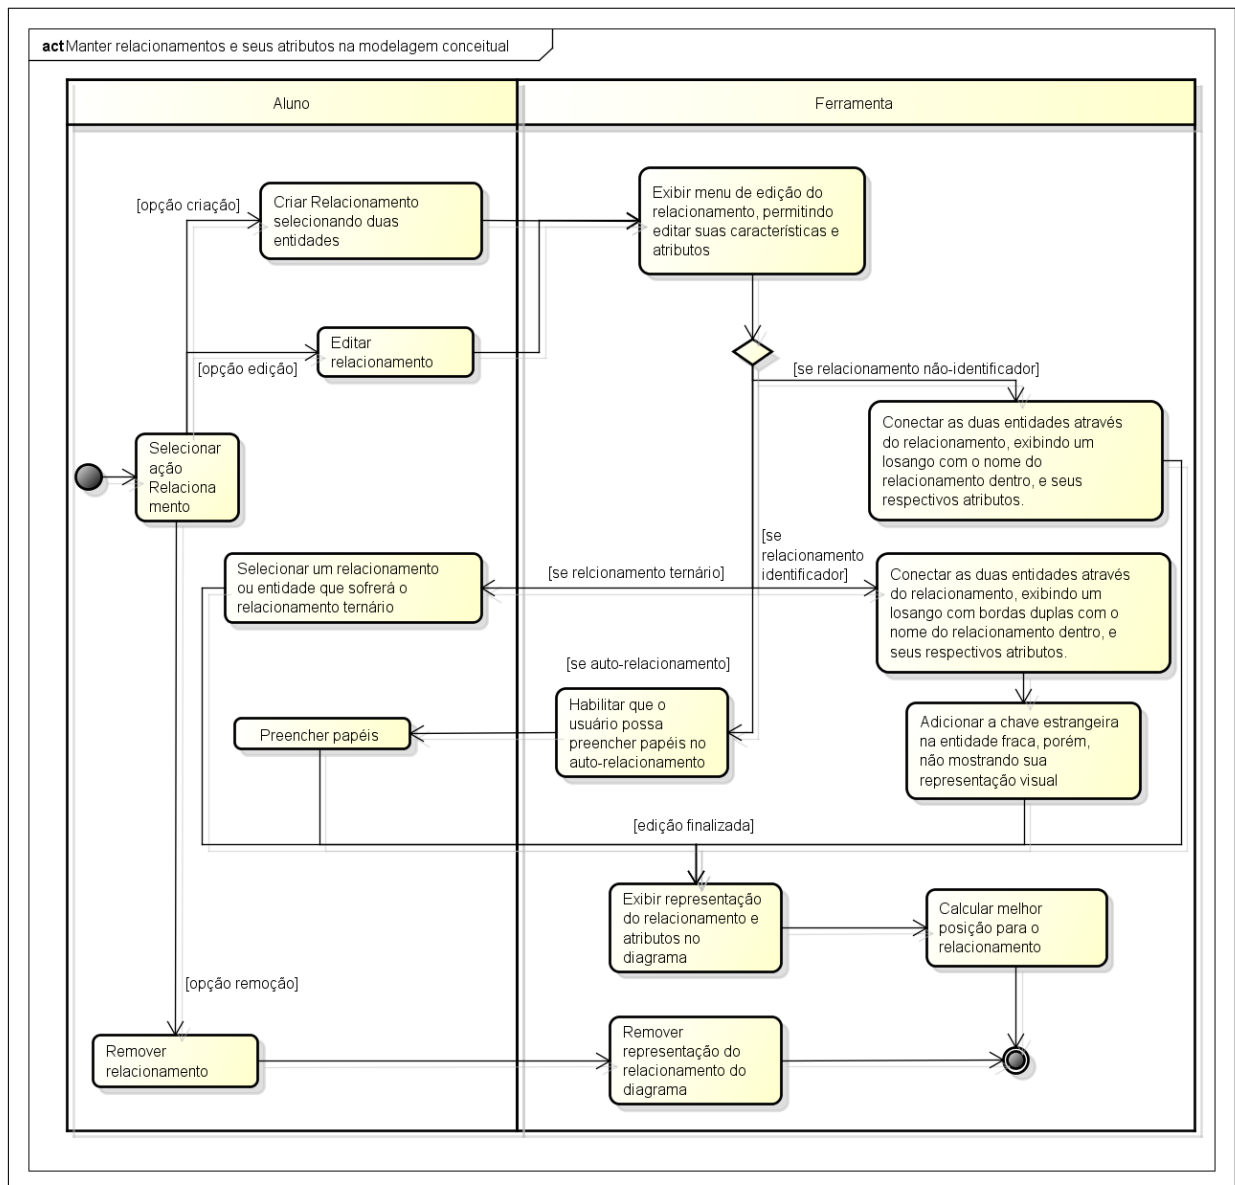 act Manter relacionamentos e seus atributos na modelagem conceitual
Aluno
Ferramenta
[opção criação]
Criar Relacionamento
selecionando duas
entidades
Exibir menu de edição do
relacionamento, permitindo
editar suas características e
atributos
Editar
relacionamento
[opção edição]
[se relacionamento não-identificador]
Selecionar
ação
Relaciona
mento
Conectar as duas entidades através
do relacionamento, exibindo um
losango com o nome do
relacionamento dentro, e seus
respectivos atributos.
[se
relacionamento
identificador]
Selecionar um relacionamento
ou entidade que sofrerá o
relacionamento ternário
[se relcionamento ternário]
Conectar as duas entidades através
do relacionamento, exibindo um
losango com bordas duplas com o
nome do relacionamento dentro, e
seus respectivos atributos.
[se auto-relacionamento]
Preencher papéis
Habilitar que o
usuário possa
preencher papéis no
auto-relacionamento
Adicionar a chave estrangeira
na entidade fraca, porém,
não mostrando sua
representação visual
[edição finalizada]
Exibir representação
do relacionamento e
atributos no
diagrama
Calcular melhor
posição para o
relacionamento
[opção remoção]
Remover
relacionamento
Remover
representação do
relacionamento do
diagrama